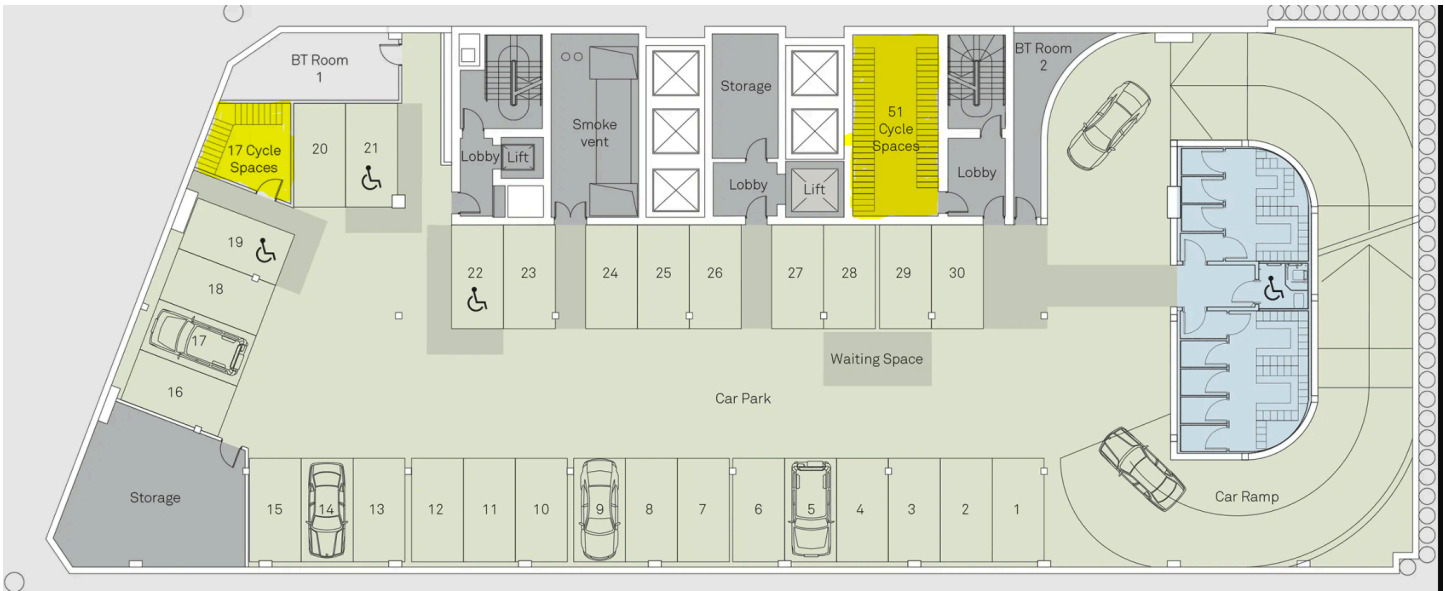 BT Room
1
BT Room
2
Storage
51
Cycle
Spaces
Smoke
vent
17 Cycle
Spaces
20
21
Lobby
Lift
Lobby
Lift
Lobby
19
22
23
24
25
26
27
28
29
30
18
17
Waiting Space
16
Car Park
Storage
Car Ramp
15
14
13
12
11
10
9
8
7
6
5
4
3
2
1